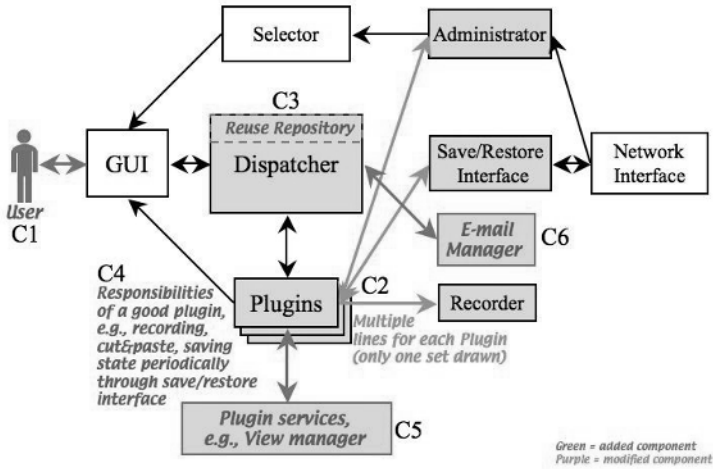 Selector
Administrator
C3
Reuse Repository
GUI
Dispatcher
Save/Restore
Interface
Network
Interface
User
C1
E-mail
Manager
C6
C4
Responsibilities
of a good plugin,
e.g., recording,
cut&paste, saving
state periodically
through save/restore
interface
Plugins
C2
Recorder
Multiple
lines for each Plugin
(only one set drawn)
Plugin services,
e.g., View manager
C5
Green = added component
Purple = modified component